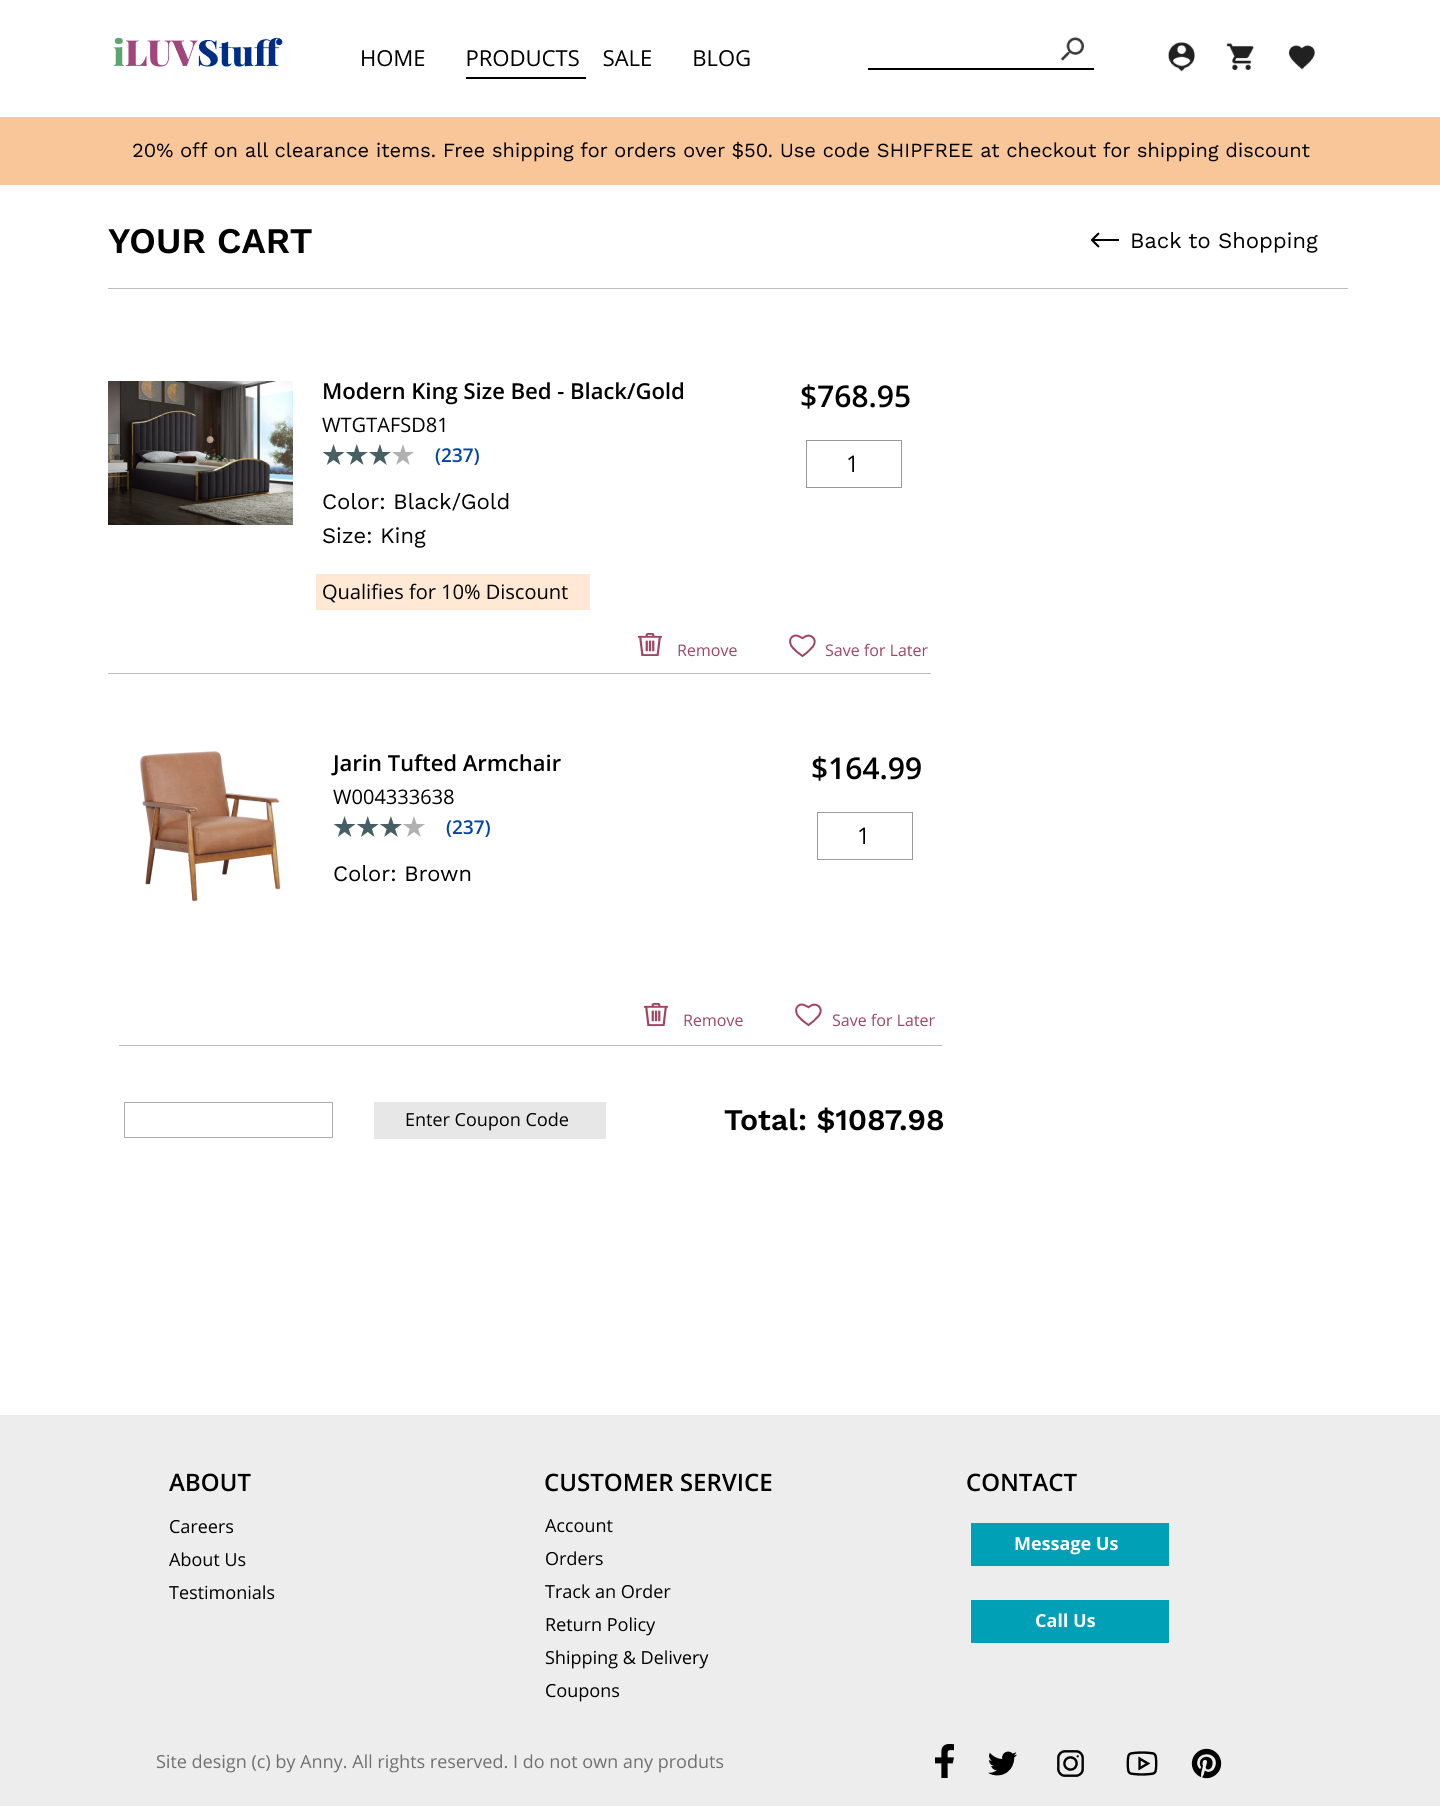 iLUVStuff
HOME PRODUCTS SALE BLOG
20% off on all clearance items. Free shipping for orders over $50. Use code SHIPFREE at checkout for shipping discount
YOUR CART
Back to Shopping
Modern King Size Bed - Black/Gold
$768.95
WTGTAFSD81
(237)
1
Color: Black/Gold
Size: King
Qualifies for 10% Discount
Remove
Save for Later
Jarin Tufted Armchair
$164.99
W004333638
(237)
1
Color: Brown
Remove
Save for Later
Enter Coupon Code
Total: $1087.98
ABOUT
Careers
About Us
Testimonials
CUSTOMER SERVICE
Account
Orders
Track an Order
Return Policy
Shipping & Delivery
Coupons
CONTACT
Message Us
Call Us
Site design (c) by Anny. All rights reserved. I do not own any produts